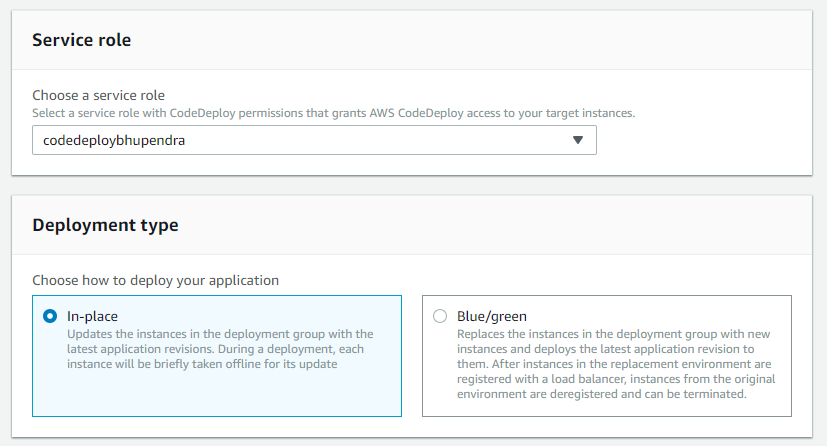 Service role
Choose a service role
Select a service role with CodeDeploy permissions that grants AWS CodeDeploy access to your target instances.
codedeploybhupendra
Deployment type
Choose how to deploy your application
In-place
Updates the instances in the deployment group with the
latest application revisions. During a deployment, each
instance will be briefly taken offline for its update
Blue/green
Replaces the instances in the deployment group with new
instances and deploys the latest application revision to
them. After instances in the replacement environment are
registered with a load balancer, instances from the original
environment are deregistered and can be terminated.